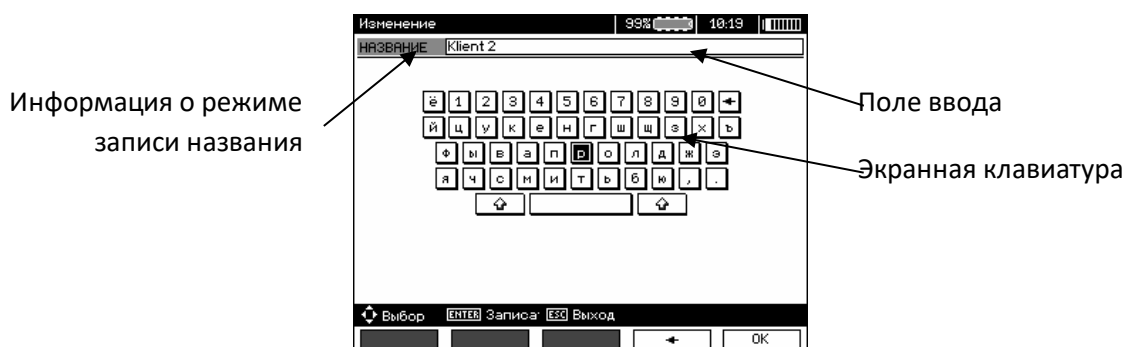 Изменение 99% 10:19
НАЗВАНИЕ Klient 2
Информация о режиме
записи названия
Поле ввода
Экранная клавиатура
ё 1 2 3 4 5 6 7 8 9 0
й ц у к е н г ш щ з х ъ
ф ы в а п р о л д ж э
я ч с м и т ь б ю , .
Выбор ENTER Записа ESC Выход
OK